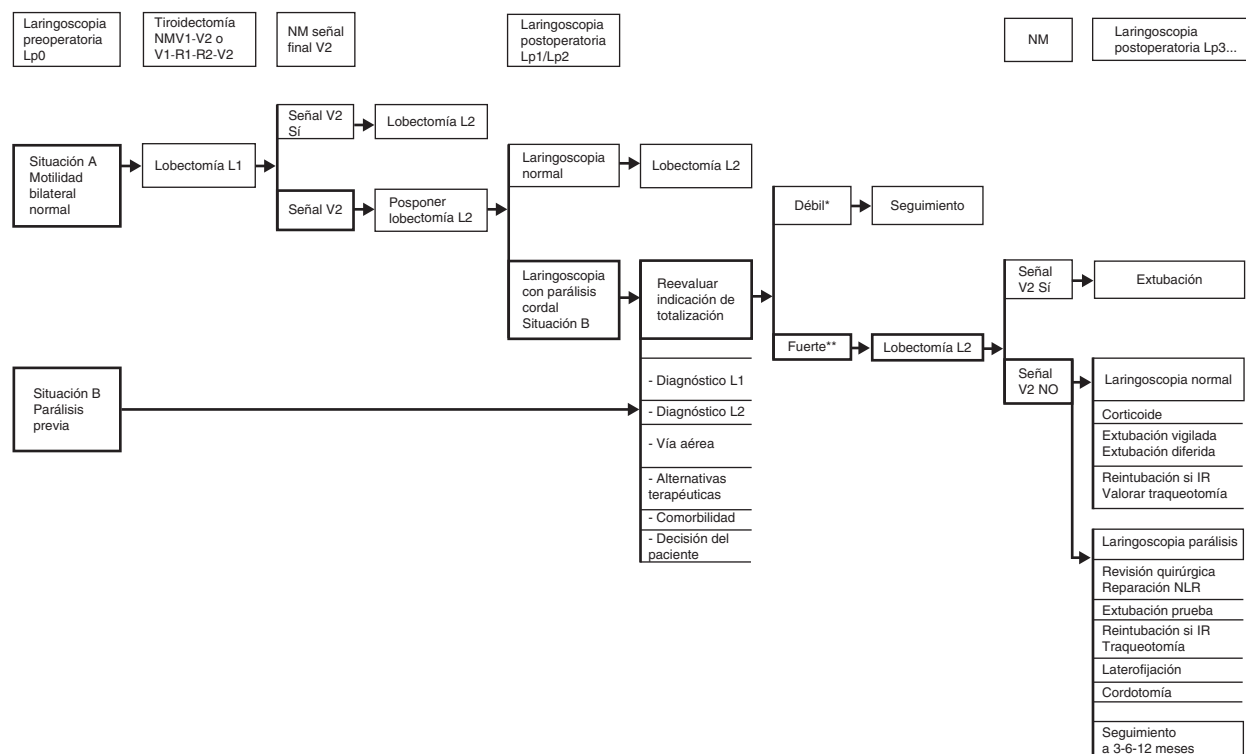 Laringoscopia
preoperatoria
Lp0
Tiroidectomía
NMV1-V2 o
V1-R1-R2-V2
NM señal
final V2
Laringoscopia
postoperatoria
Lp1/Lp2
NM
Laringoscopia
postoperatoria Lp3...
Situación A
Motilidad
bilateral
normal
Lobectomía L1
Señal V2
Sí
Lobectomía L2
Señal V2
Posponer
lobectomía L2
Laringoscopia
normal
Lobectomía L2
Laringoscopia
con parálisis
cordal
Situación B
Reevaluar
indicación de
totalización
Débil*
Seguimiento
Fuerte**
Lobectomía L2
Señal
V2 Sí
Extubación
Señal
V2 NO
Situación B
Parálisis
previa
- Diagnóstico L1
- Diagnóstico L2
- Vía aérea
- Alternativas
terapéuticas
- Comorbilidad
- Decisión del
paciente
Laringoscopia normal
Corticoide
Extubación vigilada
Extubación diferida
Reintubación si IR
Valorar traqueotomía
Laringoscopia parálisis
Revisión quirúrgica
Reparación NLR
Extubación prueba
Reintubación si IR
Traqueotomía
Laterofijación
Cordotomía
Seguimiento
a 3-6-12 meses